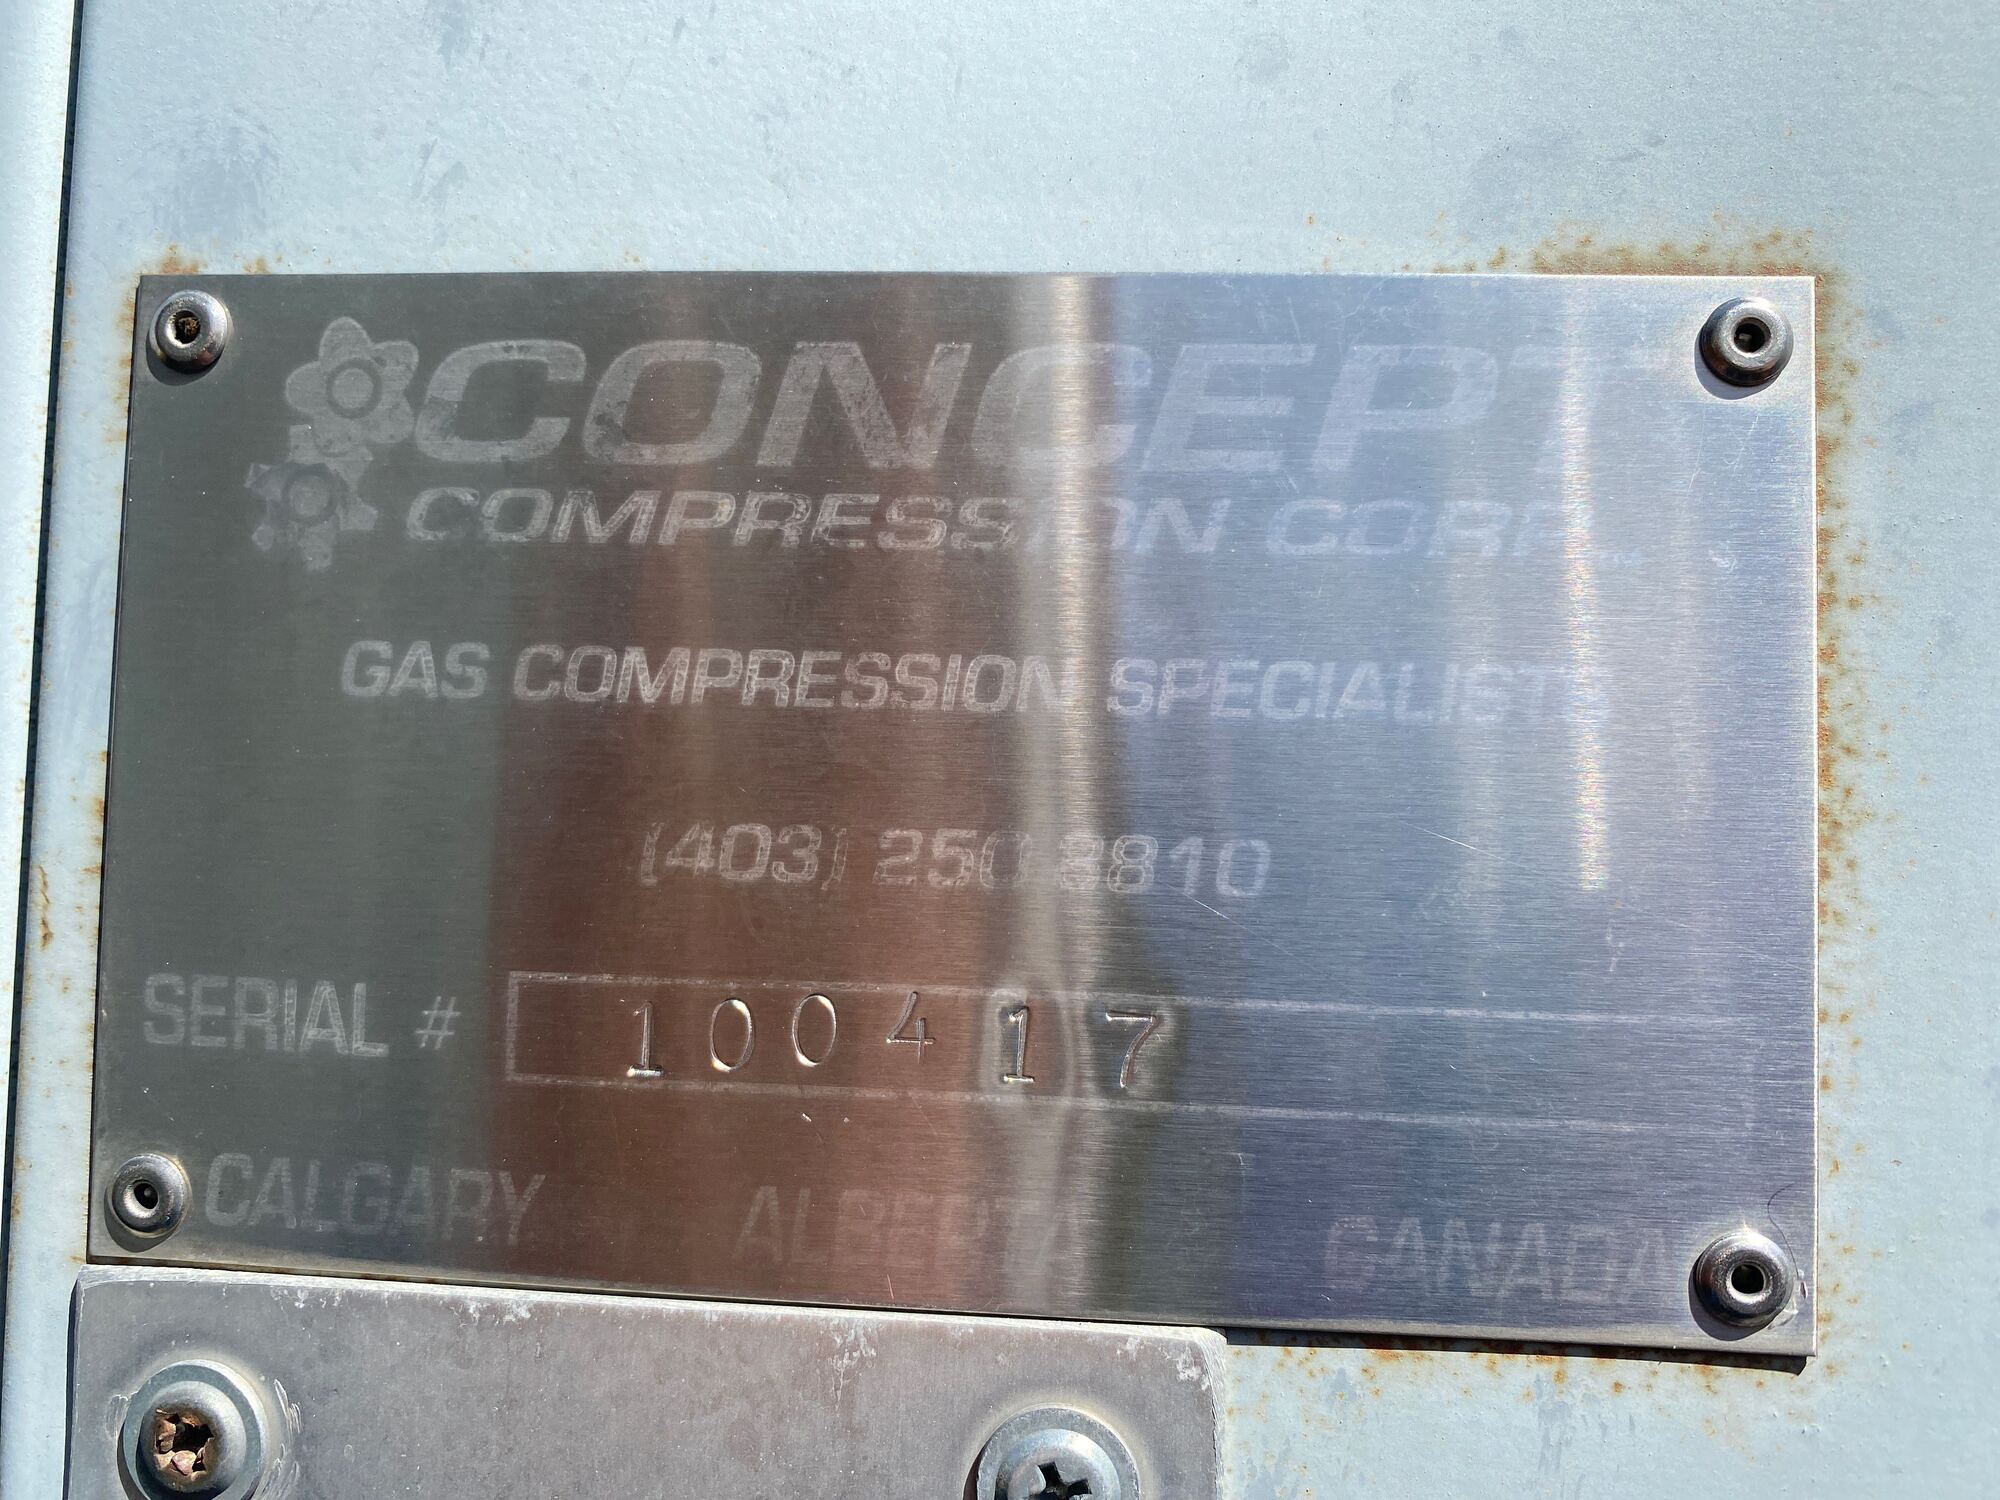 CONCEPT
COMPRESSION CORP.
GAS COMPRESSION SPECIALISTS
(403) 250 8810
SERIAL # 100417
CALGARY ALBERTA CANADA